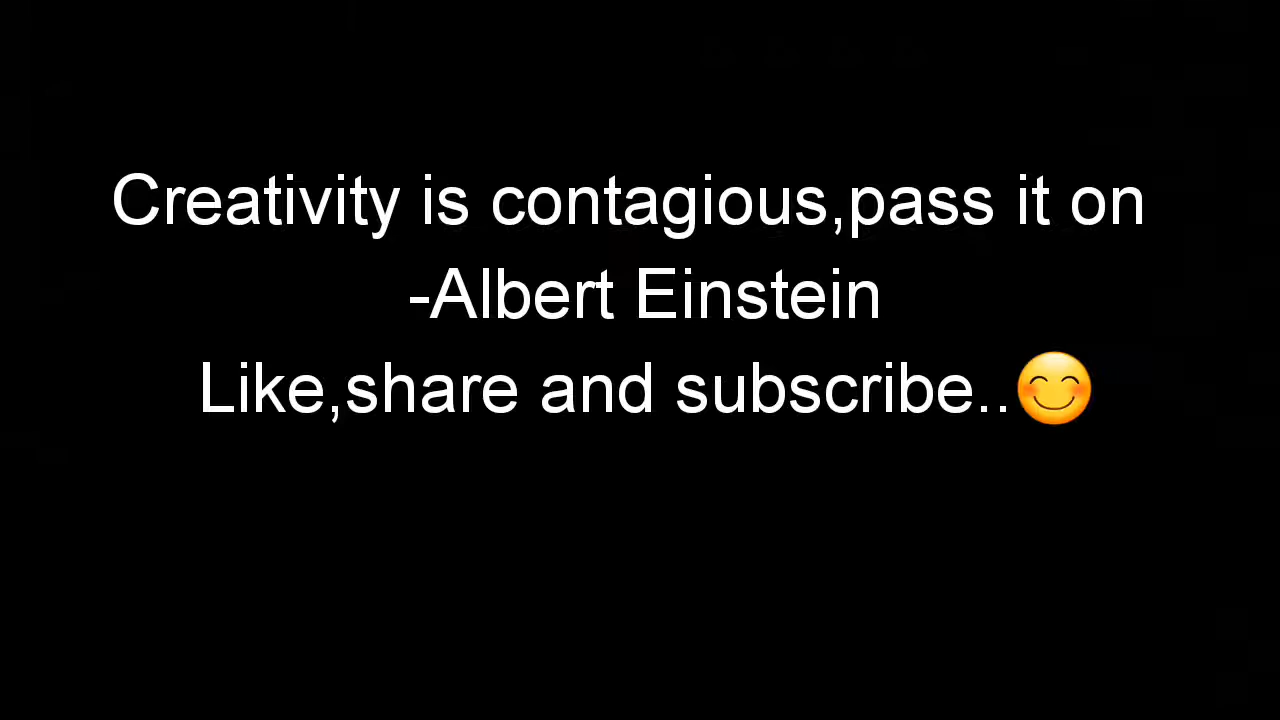 Creativity is contagious,pass it on
-Albert Einstein
Like,share and subscribe..😊